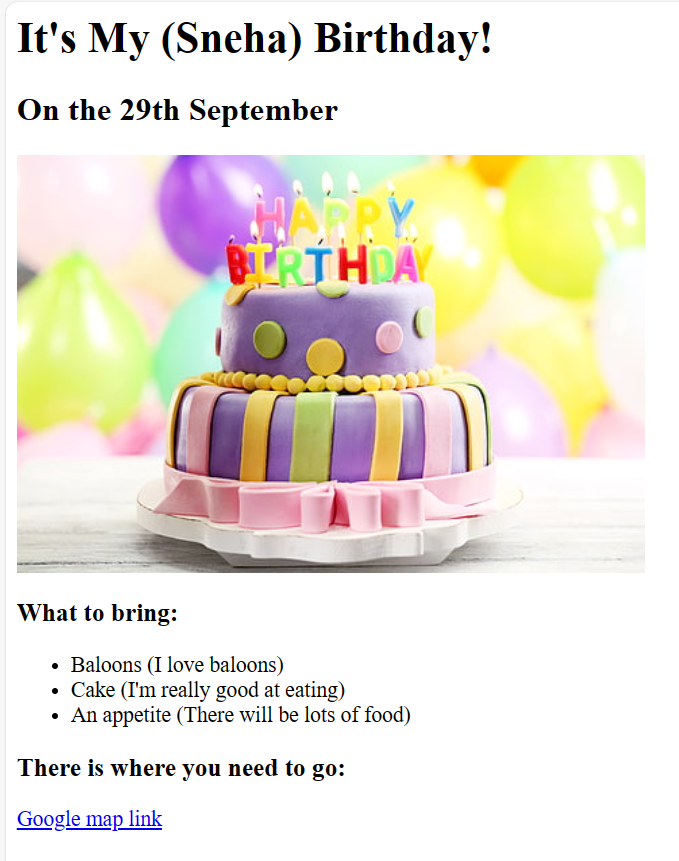 It's My (Sneha) Birthday!
On the 29th September
HAPPY
BIRTHDAY
What to bring:
Baloons (I love baloons)
Cake (I'm really good at eating)
An appetite (There will be lots of food)
There is where you need to go:
Google map link